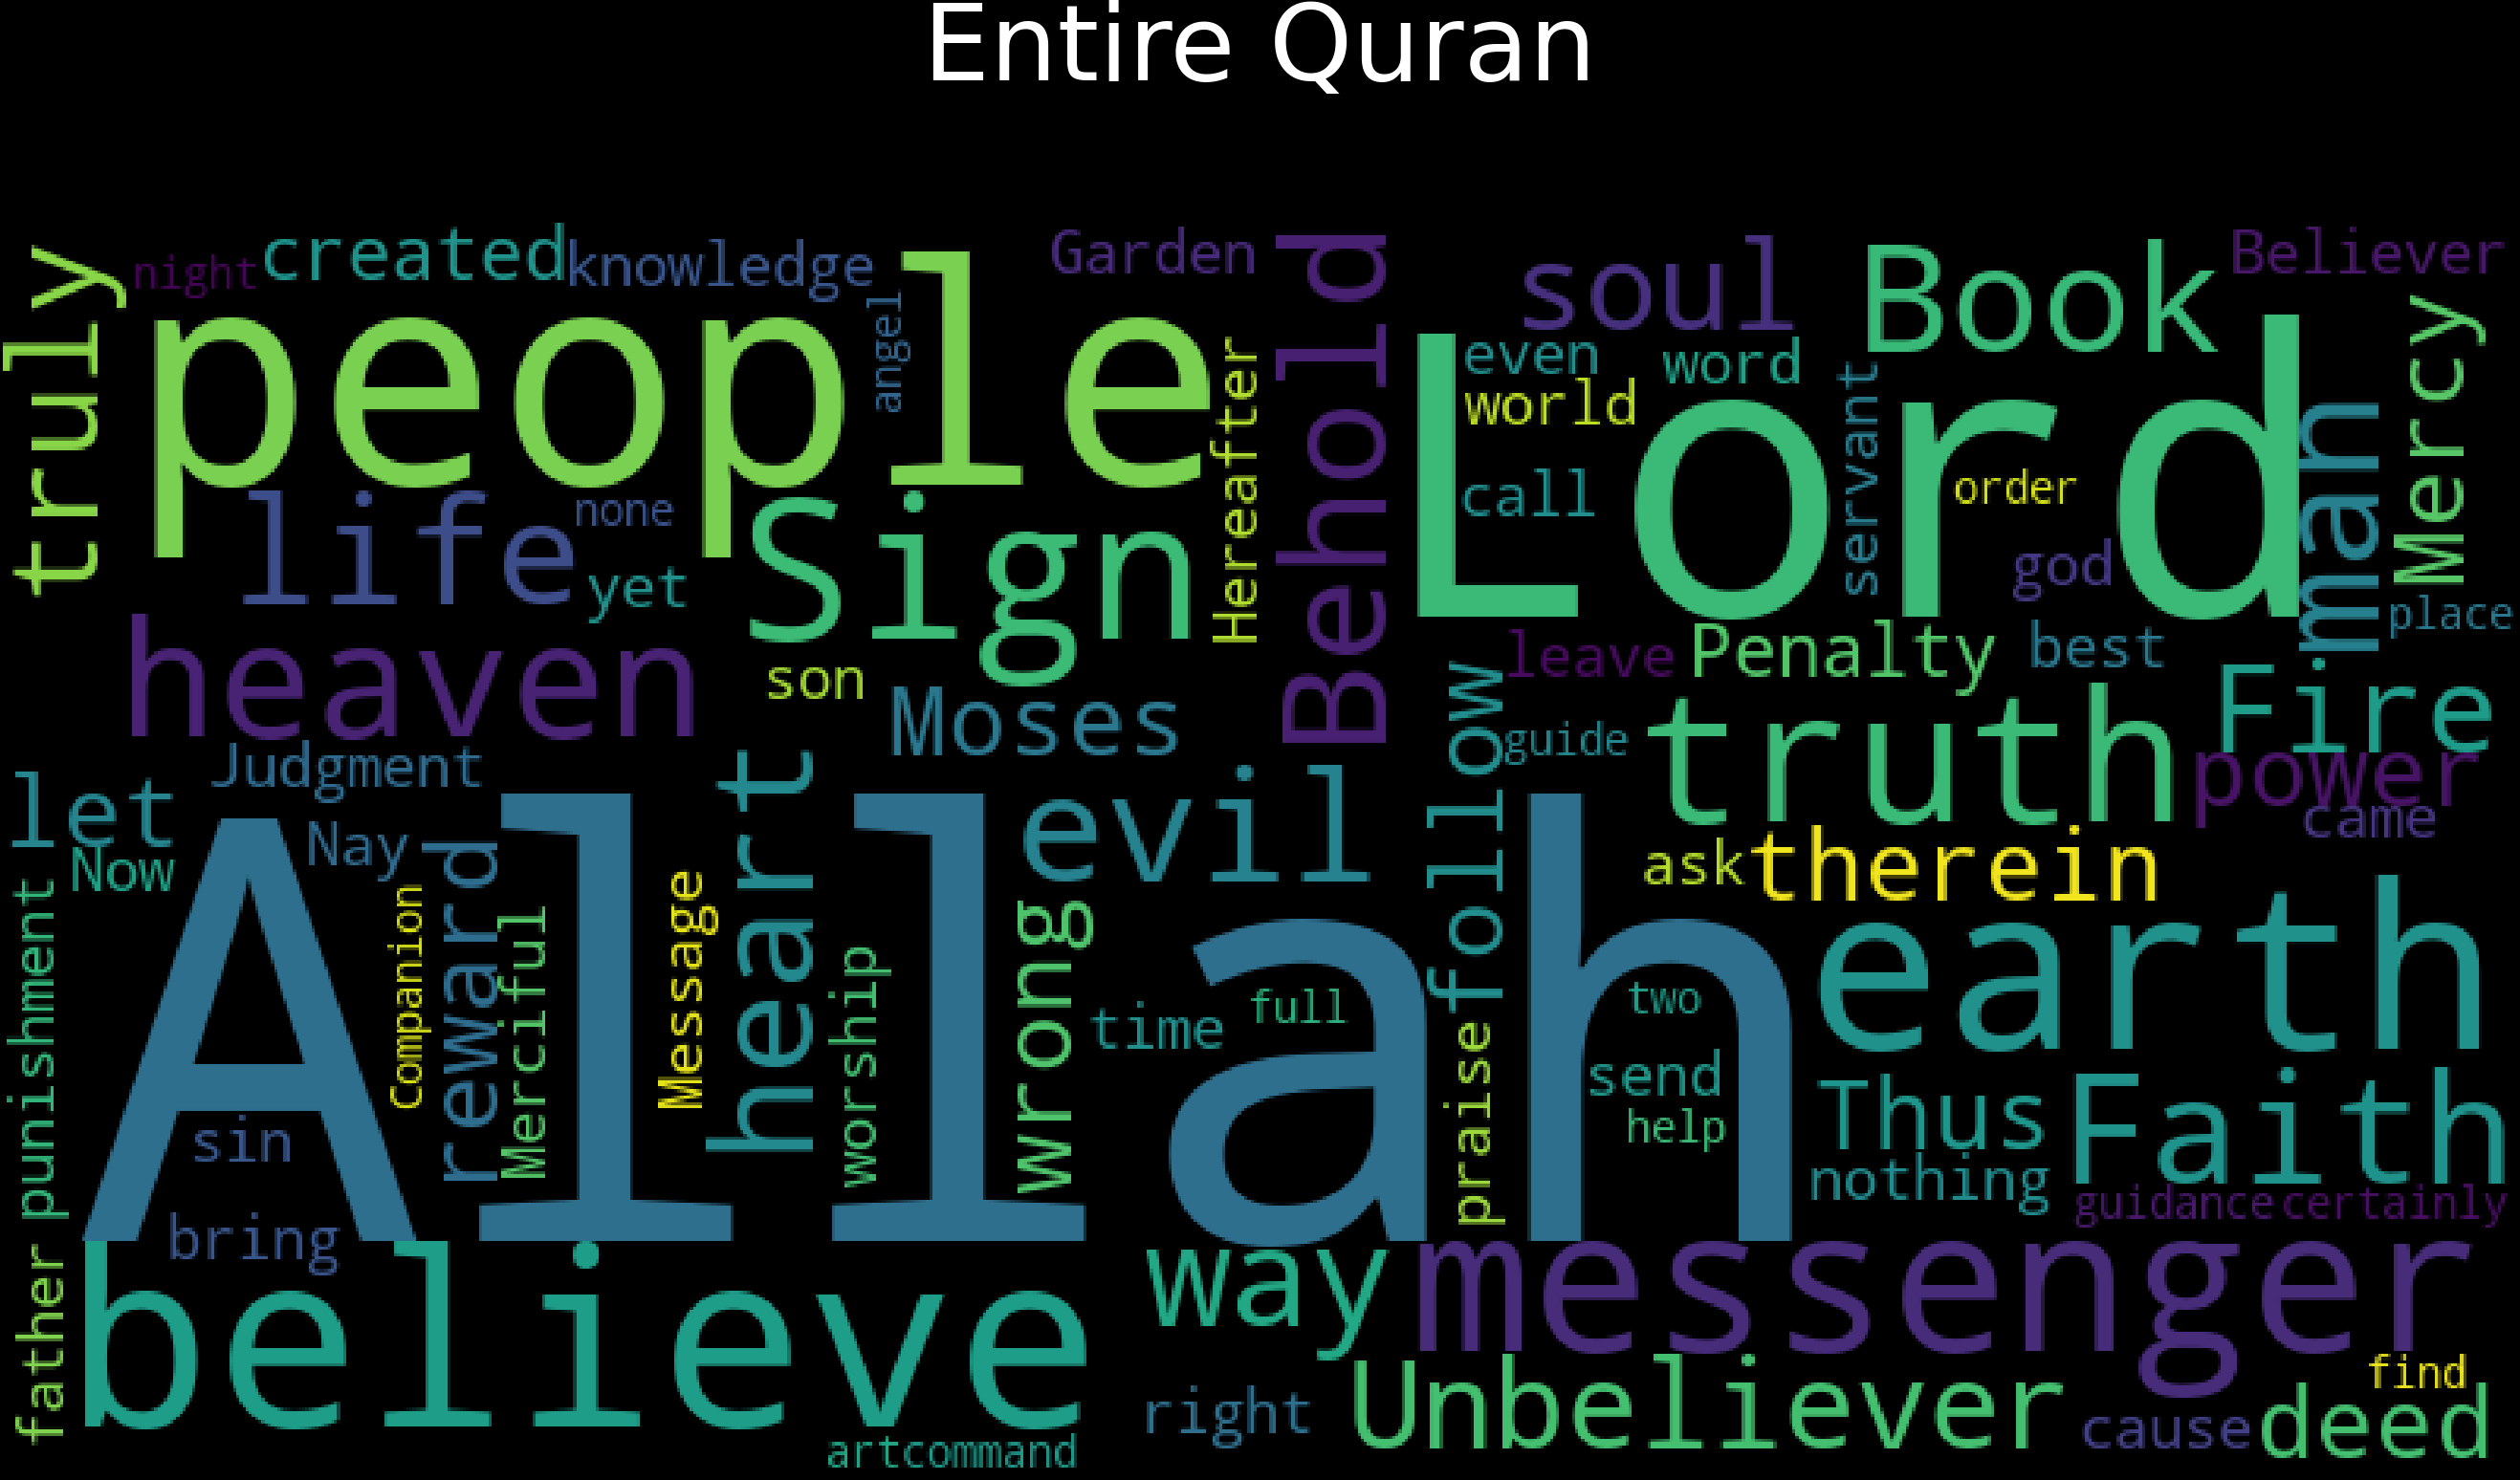 Entire Quran
truly
night
created
knowledge
people
angel
Garden
Hereafter
Behold
soul
Book
Believer
even
word
world
Lord
call
servant
order
god
man
Mercy
place
life
none
yet
Sign
heaven
son
Moses
leave
Penalty
best
Fire
follow
guide
truth
power
came
Judgment
let
Now
Nay
Allah
reward
Companion
Merciful
Message
heart
worship
evil
wrong
time
full
ask
therein
earth
two
send
help
praise
Thus
Faith
nothing
guidance
certainly
punishment
sin
bring
father
believe
way
messenger
right
Unbeliever
find
cause
deed
art
command